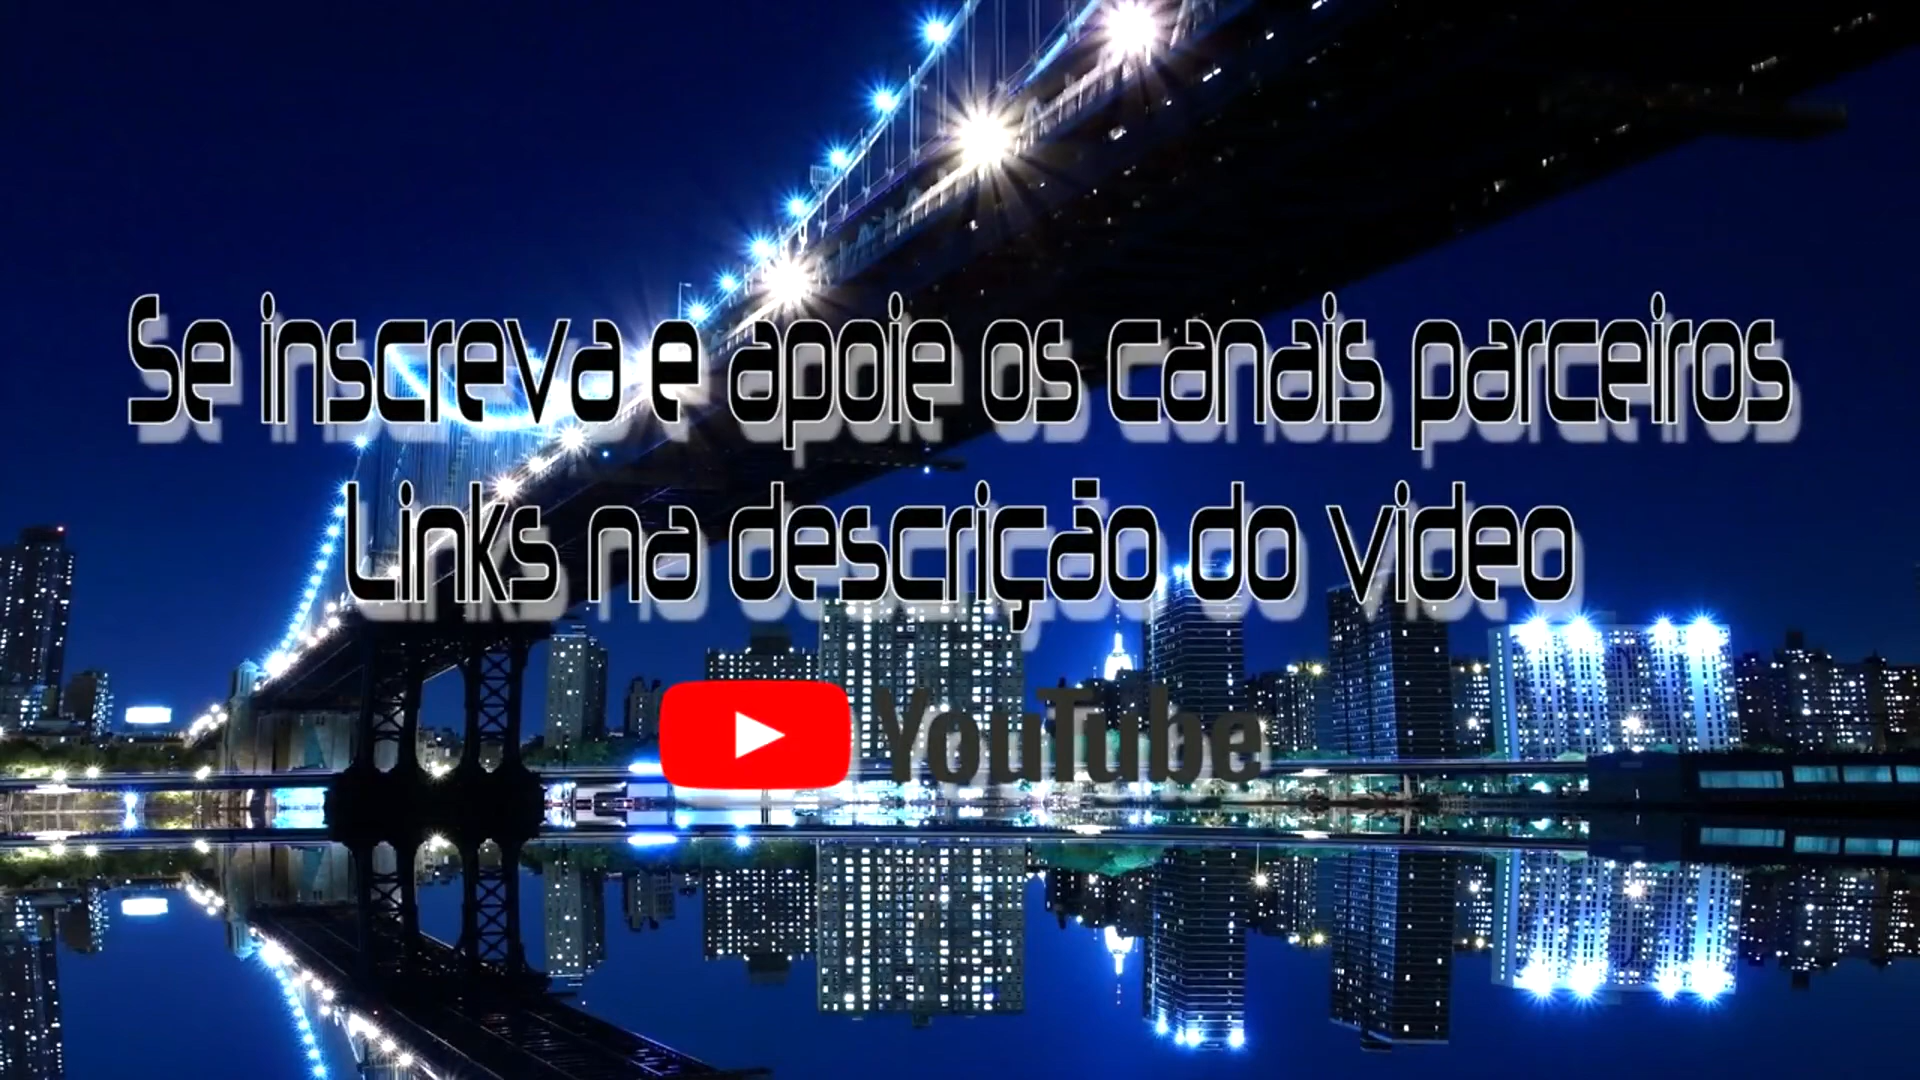 Se inscreva e apoie os canais parceiros
Links na descrição do video
YouTube